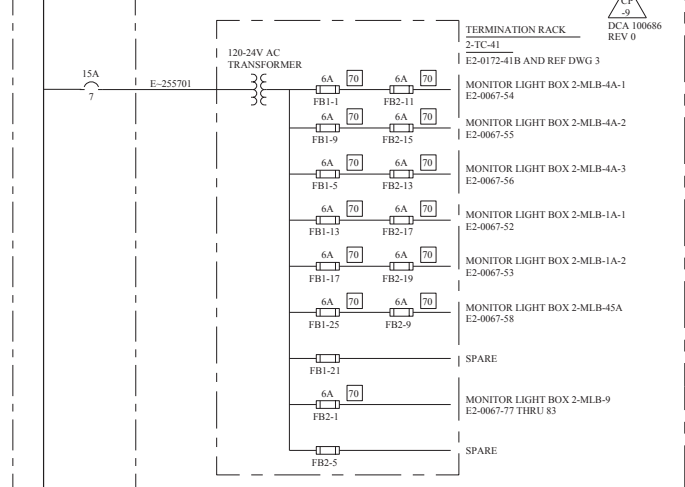 CP
-9
DCA 100686
REV 0
TERMINATION RACK
2-TC-41
E2-0172-41B AND REF DWG 3
120-24V AC
TRANSFORMER
15A
7
E~255701
6A 70 6A 70
FB1-1 FB2-11
MONITOR LIGHT BOX 2-MLB-4A-1
E2-0067-54
6A 70 6A 70
FB1-9 FB2-15
MONITOR LIGHT BOX 2-MLB-4A-2
E2-0067-55
6A 70 6A 70
FB1-5 FB2-13
MONITOR LIGHT BOX 2-MLB-4A-3
E2-0067-56
6A 70 6A 70
FB1-13 FB2-17
MONITOR LIGHT BOX 2-MLB-1A-1
E2-0067-52
6A 70 6A 70
FB1-17 FB2-19
MONITOR LIGHT BOX 2-MLB-1A-2
E2-0067-53
6A 70 6A 70
FB1-25 FB2-9
MONITOR LIGHT BOX 2-MLB-45A
E2-0067-58
FB1-21
SPARE
6A 70
FB2-1
MONITOR LIGHT BOX 2-MLB-9
E2-0067-77 THRU 83
FB2-5
SPARE